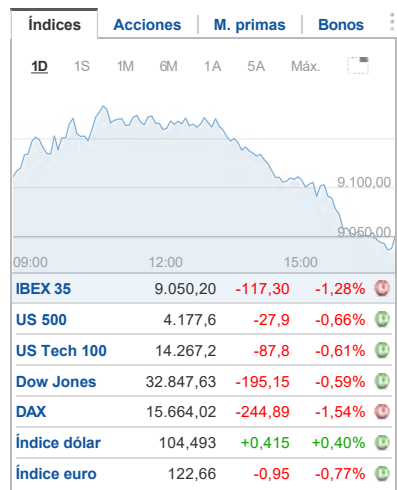 Índices Acciones M. primas Bonos
1D 1S 1M 6M 1A 5A Máx.
9.100,00
9.050,00
09:00 12:00 15:00
IBEX 35 9.050,20 -117,30 -1,28%
US 500 4.177,6 -27,9 -0,66%
US Tech 100 14.267,2 -87,8 -0,61%
Dow Jones 32.847,63 -195,15 -0,59%
DAX 15.664,02 -244,89 -1,54%
Índice dólar 104,493 +0,415 +0,40%
Índice euro 122,66 -0,95 -0,77%